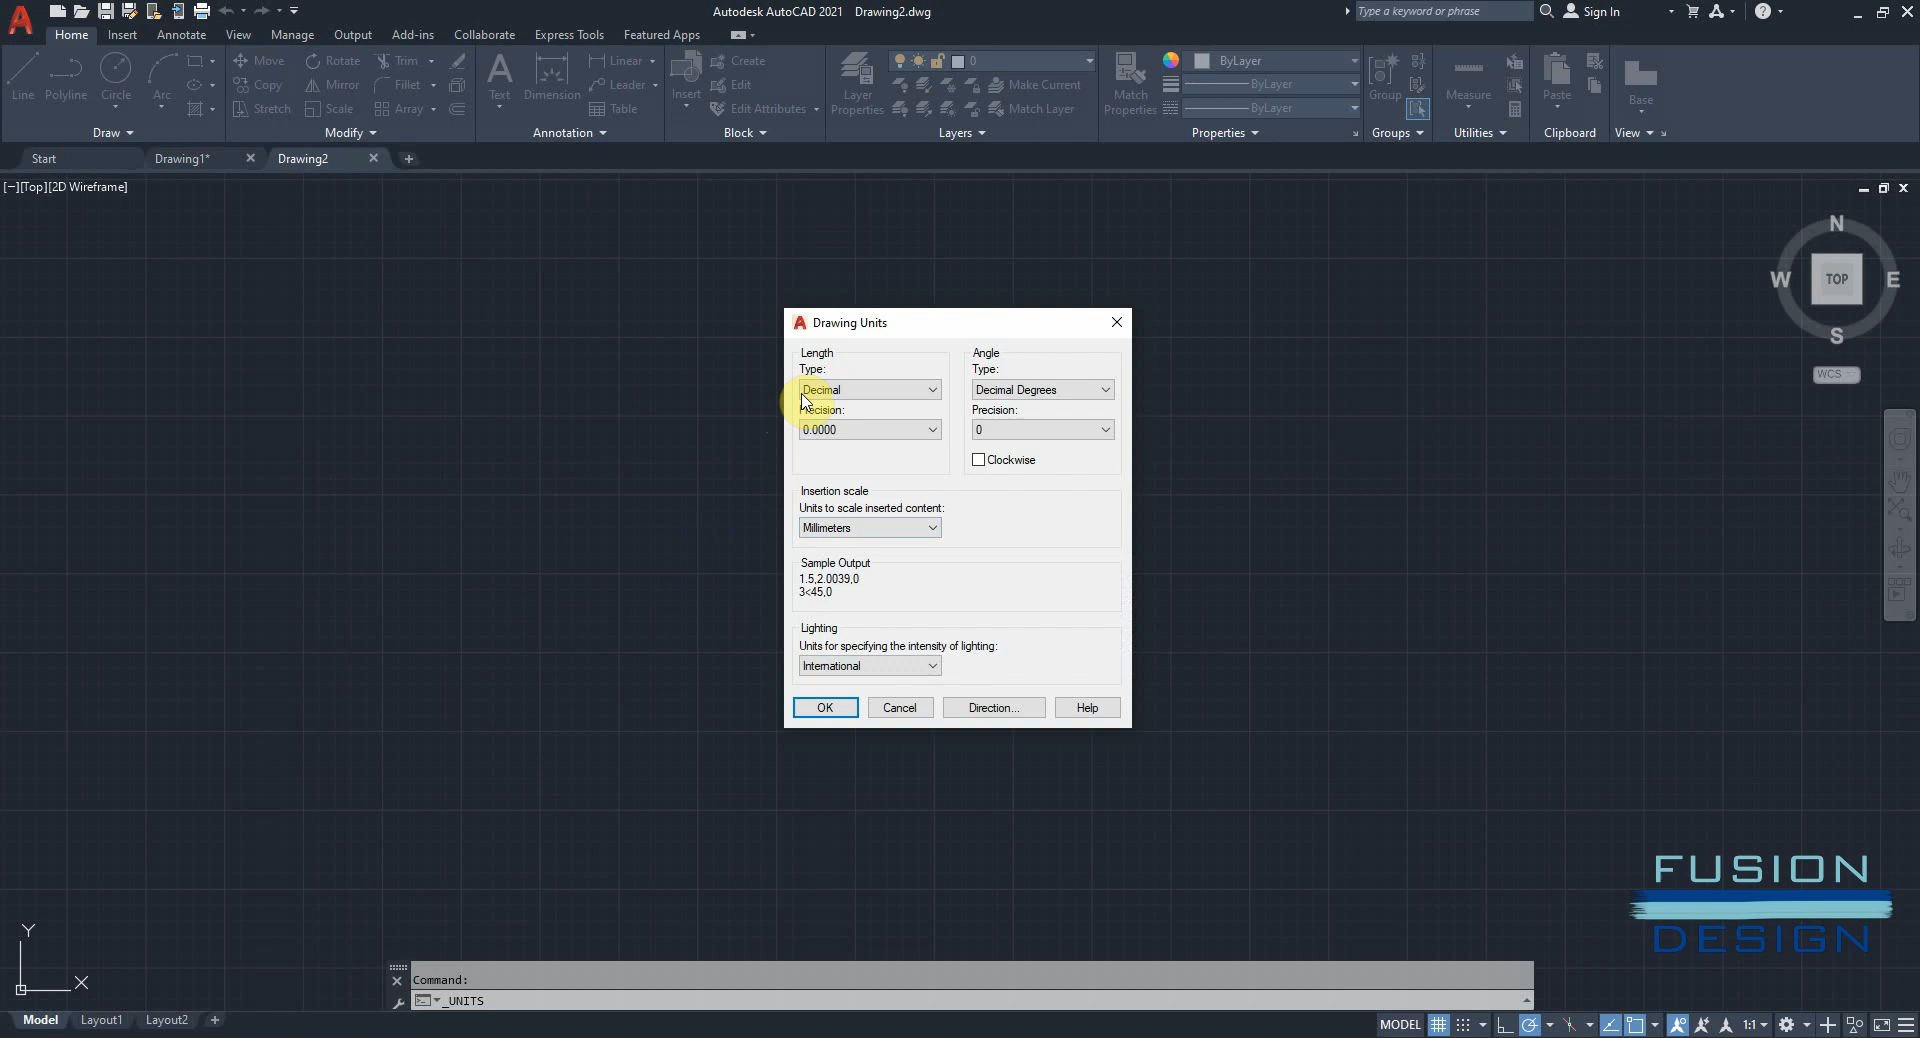 Autodesk AutoCAD 2021 Drawing2.dwg
Type a keyword or phrase
Sign In
Home Insert Annotate View Manage Output Add-ins Collaborate Express Tools Featured Apps
Line Polyline Circle Arc
Move Rotate Trim
Copy Mirror Fillet
Stretch Scale Array
Text Dimension
Linear
Leader
Table
Insert
Create
Edit
Edit Attributes
Layer Properties
0
Make Current
Match Layer
Match Properties
ByLayer
ByLayer
ByLayer
Group
Measure
Paste
Base
Draw Modify Annotation Block Layers Properties Groups Utilities Clipboard View
Start Drawing1* Drawing2
[−][Top][2D Wireframe]
N
W TOP E
S
WCS
Drawing Units
Length
Type:
Decimal
Precision:
0.0000
Angle
Type:
Decimal Degrees
Precision:
0
Clockwise
Insertion scale
Units to scale inserted content:
Millimeters
Sample Output
1.5,2.0039,0
3<45,0
Lighting
Units for specifying the intensity of lighting:
International
OK Cancel Direction... Help
FUSION
DESIGN
Y
X
Command:
_UNITS
Model Layout1 Layout2
MODEL 1:1